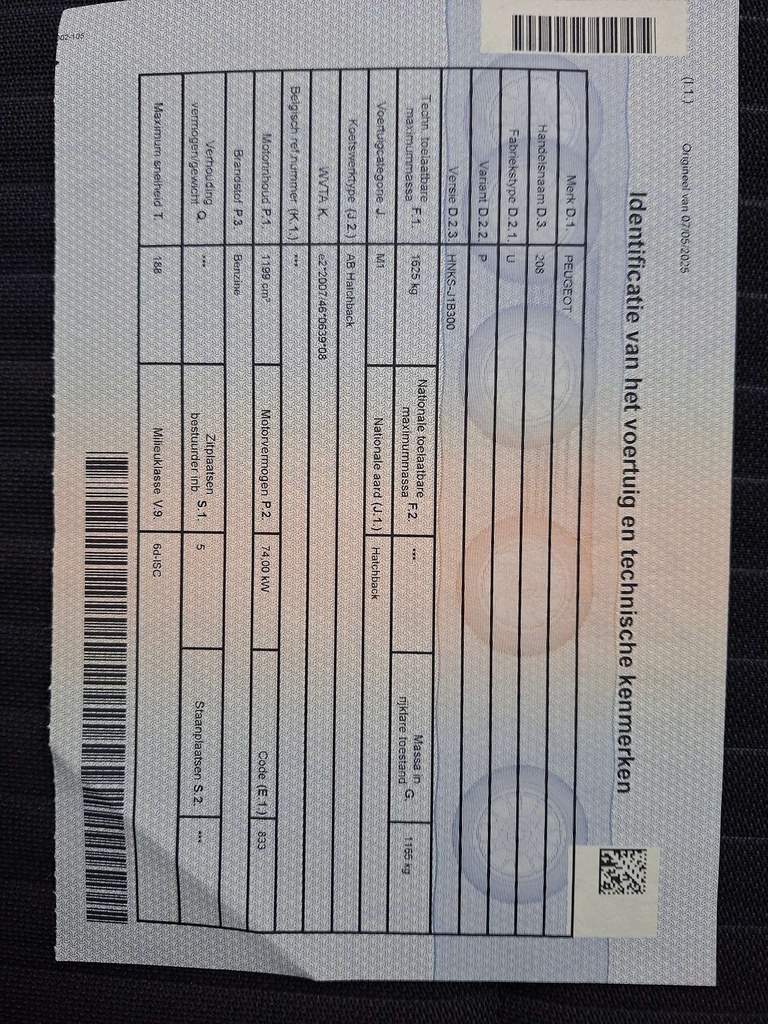 (I.1.) Origineel van 07/05/2025
Identificatie van het voertuig en technische kenmerken
Merk D.1. PEUGEOT
Handelsnaam D.3. 208
Fabriekstype D.2.1. U
Variant D.2.2. P
Versie D.2.3. HNKS-J1B300
Techn. toelaatbare maximummassa F.1. 1625 kg Nationale toelaatbare maximummassa F.2. *** Massa in rijklare toestand G. 1165 kg
Voertuigcategorie J. M1 Nationale aard (J.1.) Hatchback
Koetswerktype (J.2.) AB Hatchback
WVTA K. e2*2007/46*0639*08
Belgisch ref.nummer (K.1.) ***
Motorinhoud P.1. 1199 cm³ Motorvermogen P.2. 74,00 kW Code (E.1.) 833
Brandstof P.3. Benzine
Verhouding vermogen/gewicht Q. *** Zitplaatsen bestuurder inb. S.1. 5 Staanplaatsen S.2. ***
Maximum snelheid T. 188 Milieuklasse V.9. 6d-ISC